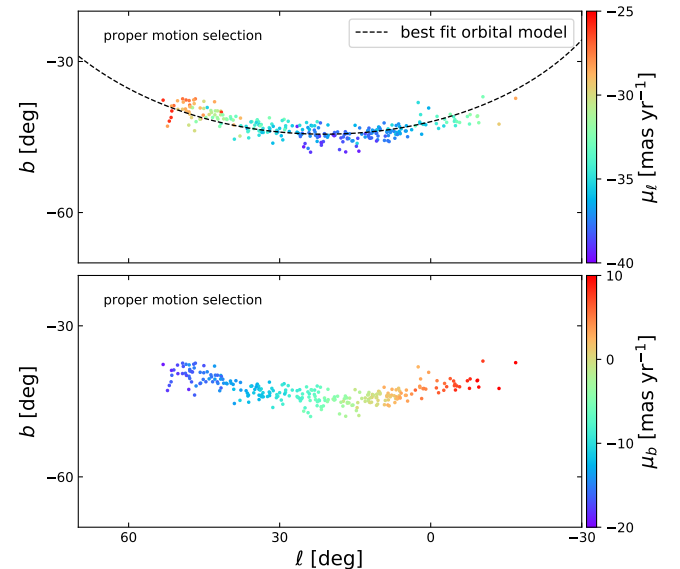 proper motion selection
best fit orbital model
−30
−60
b [deg]
−25
−30
−35
−40
μℓ [mas yr−1]
proper motion selection
−30
−60
b [deg]
60
30
0
−30
ℓ [deg]
10
0
−10
−20
μb [mas yr−1]